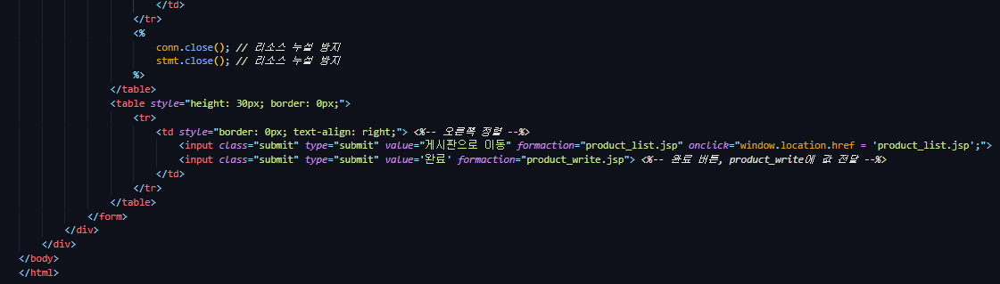 </td>
</tr>
<%
conn.close(); // 리소스 누설 방지
stmt.close(); // 리소스 누설 방지
%>
</table>
<table style="height: 30px; border: 0px;">
<tr>
<td style="border: 0px; text-align: right;"> <%-- 오른쪽 정렬 --%>
<input class="submit" type="submit" value="게시판으로 이동" formaction="product_list.jsp" onclick="window.location.href = 'product_list.jsp';">
<input class="submit" type="submit" value='완료' formaction="product_write.jsp"> <%-- 완료 버튼, product_write에 값 전달 --%>
</td>
</tr>
</table>
</form>
</div>
</div>
</body>
</html>